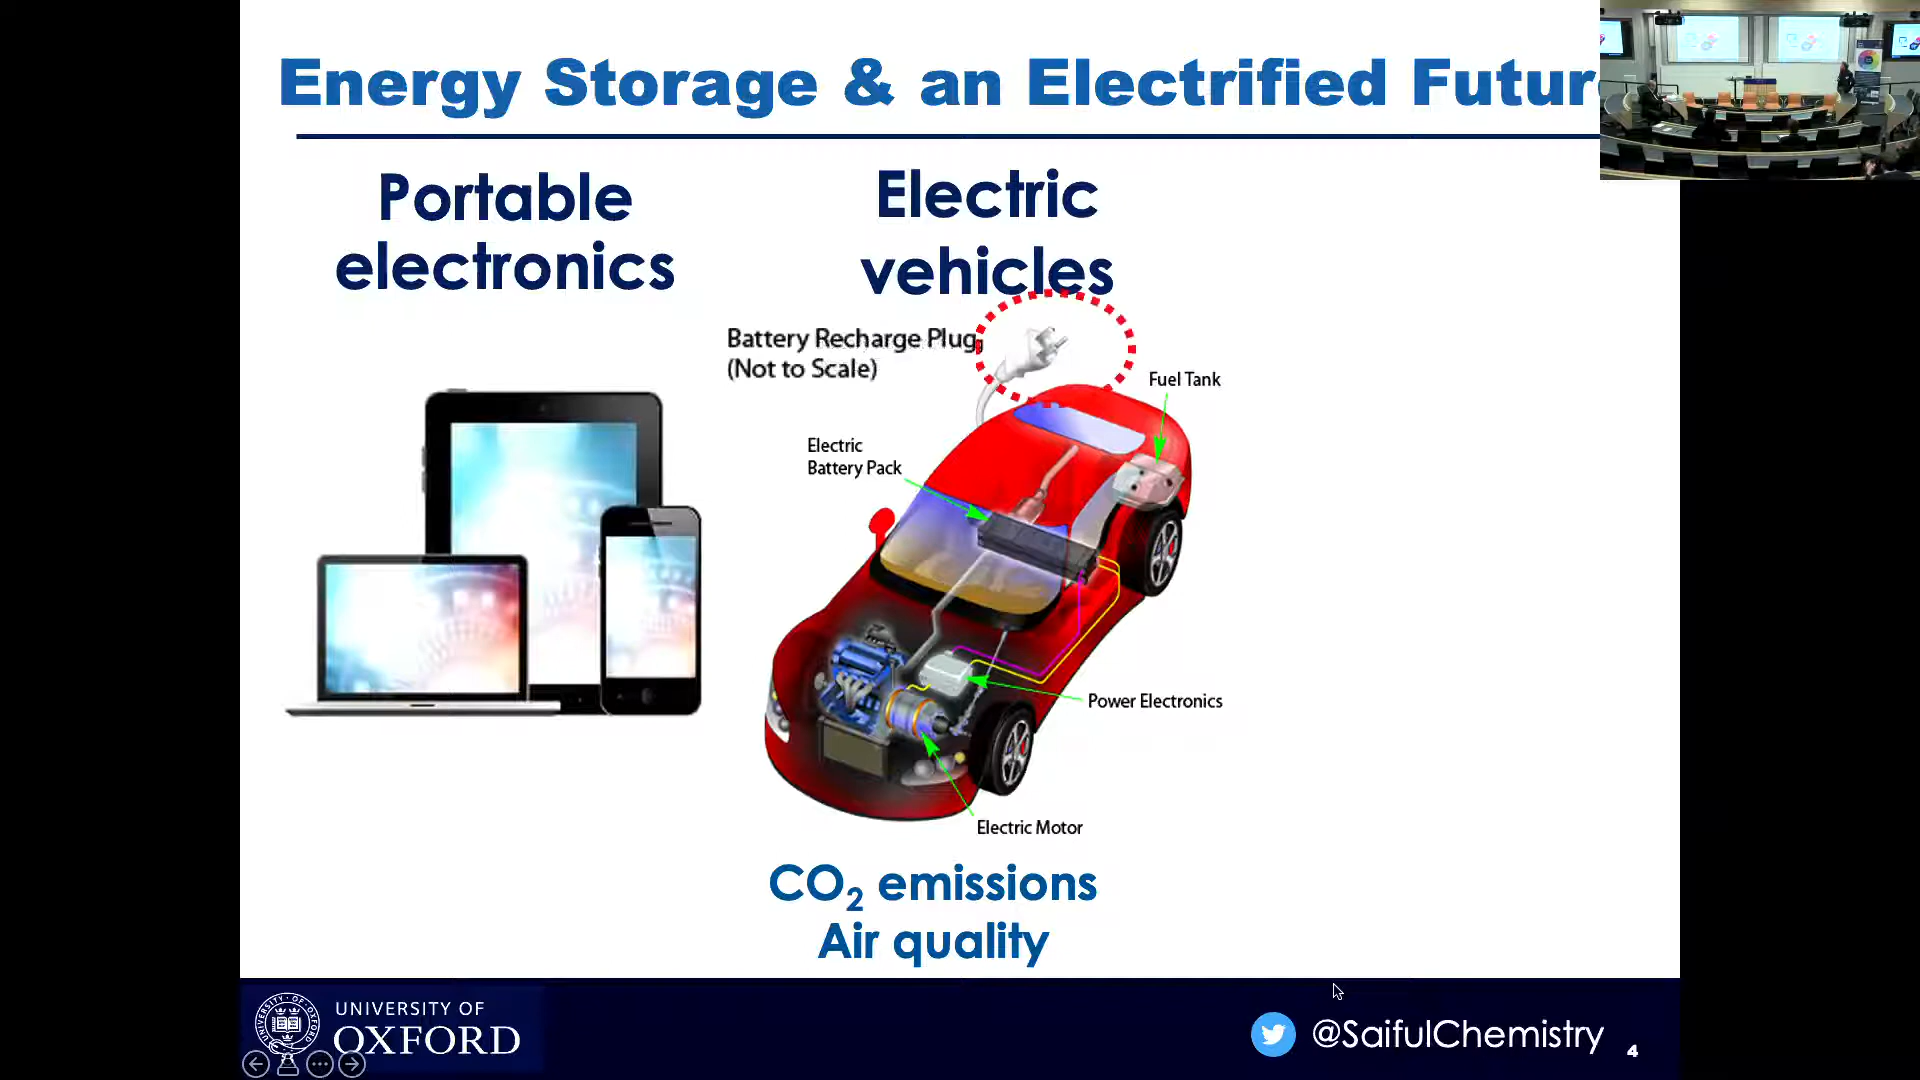 Energy Storage & an Electrified Futur
Portable
electronics
Electric
vehicles
Battery Recharge Plug
(Not to Scale)
Fuel Tank
Electric
Battery Pack
Power Electronics
Electric Motor
CO₂ emissions
Air quality
UNIVERSITY OF
OXFORD
@SaifulChemistry
4